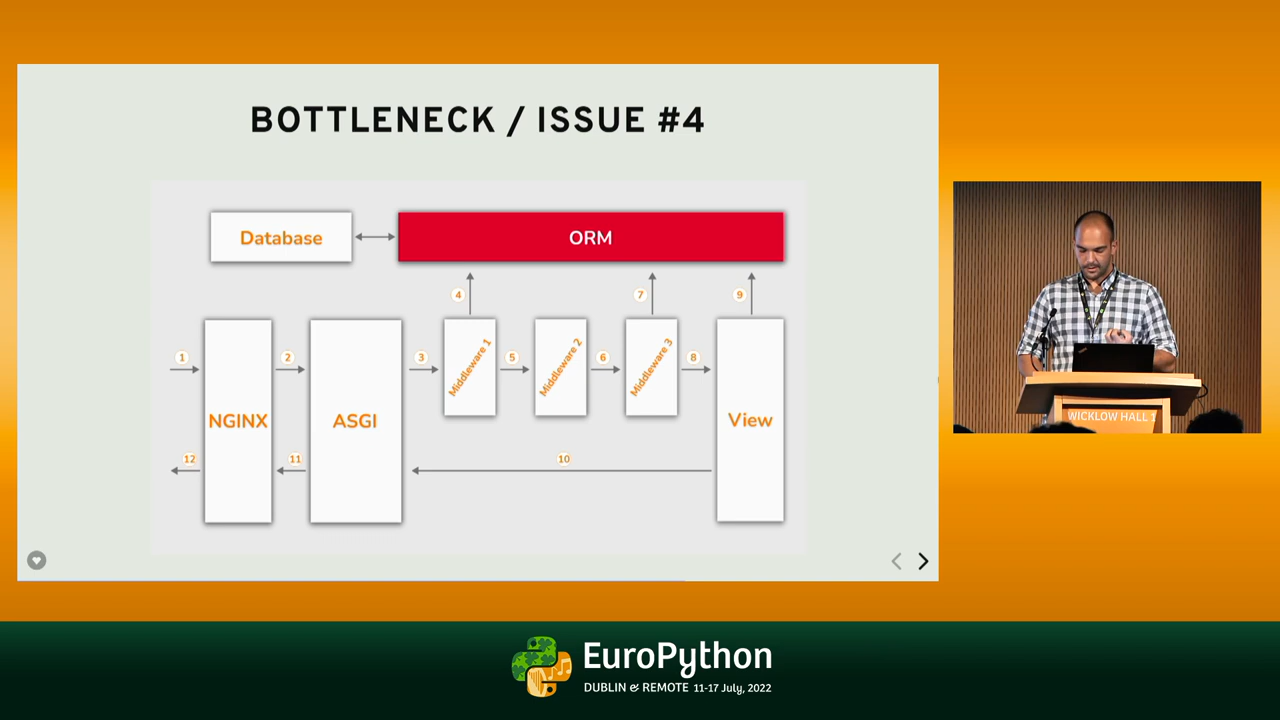 BOTTLENECK / ISSUE #4
Database
ORM
4
7
9
1
2
3
5
6
8
NGINX
ASGI
Middleware 1
Middleware 2
Middleware 3
View
12
11
10
WICKLOW HALL 1
EuroPython
DUBLIN & REMOTE 11-17 July, 2022